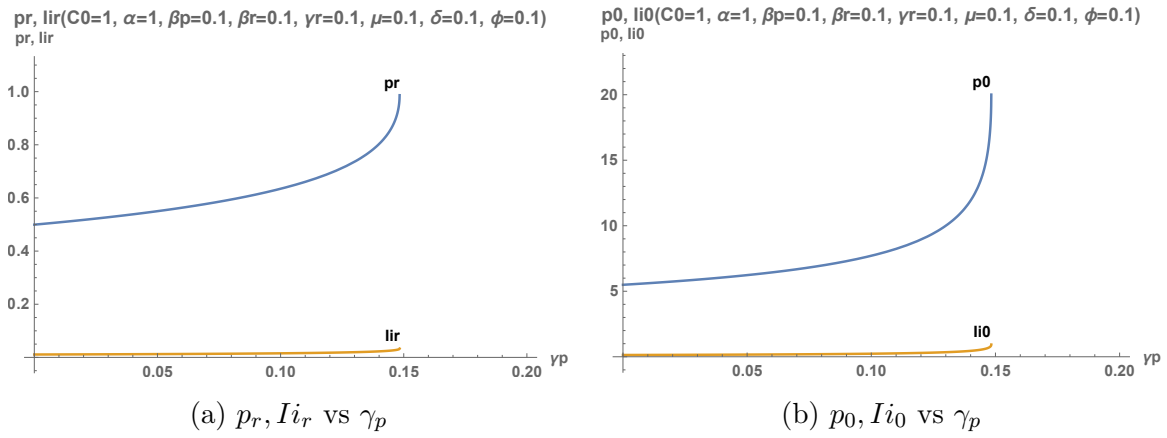 pr, Iir(C0=1, α=1, βp=0.1, βr=0.1, γr=0.1, μ=0.1, δ=0.1, ϕ=0.1)
pr, Iir
1.0
0.8
0.6
0.4
0.2
pr
Iir
0.05
0.10
0.15
0.20
γp
(a) pr, Iir vs γp
p0, Ii0(C0=1, α=1, βp=0.1, βr=0.1, γr=0.1, μ=0.1, δ=0.1, ϕ=0.1)
p0, Ii0
20
15
10
5
p0
Ii0
0.05
0.10
0.15
0.20
γp
(b) p0, Ii0 vs γp